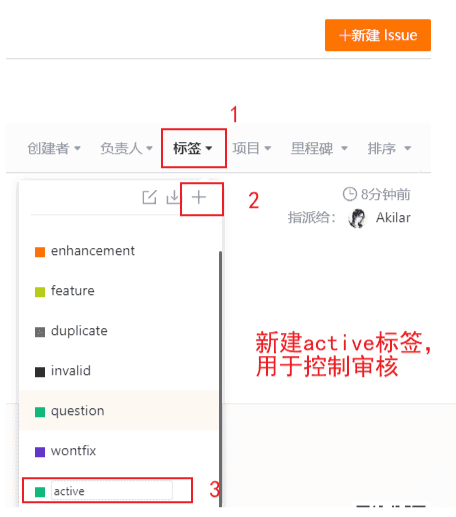 +新建 Issue
1
创建者 负责人 标签 项目 里程碑 排序
2
8分钟前
指派给: Akilar
enhancement
feature
duplicate
invalid
question
wontfix
active
3
新建active标签,
用于控制审核